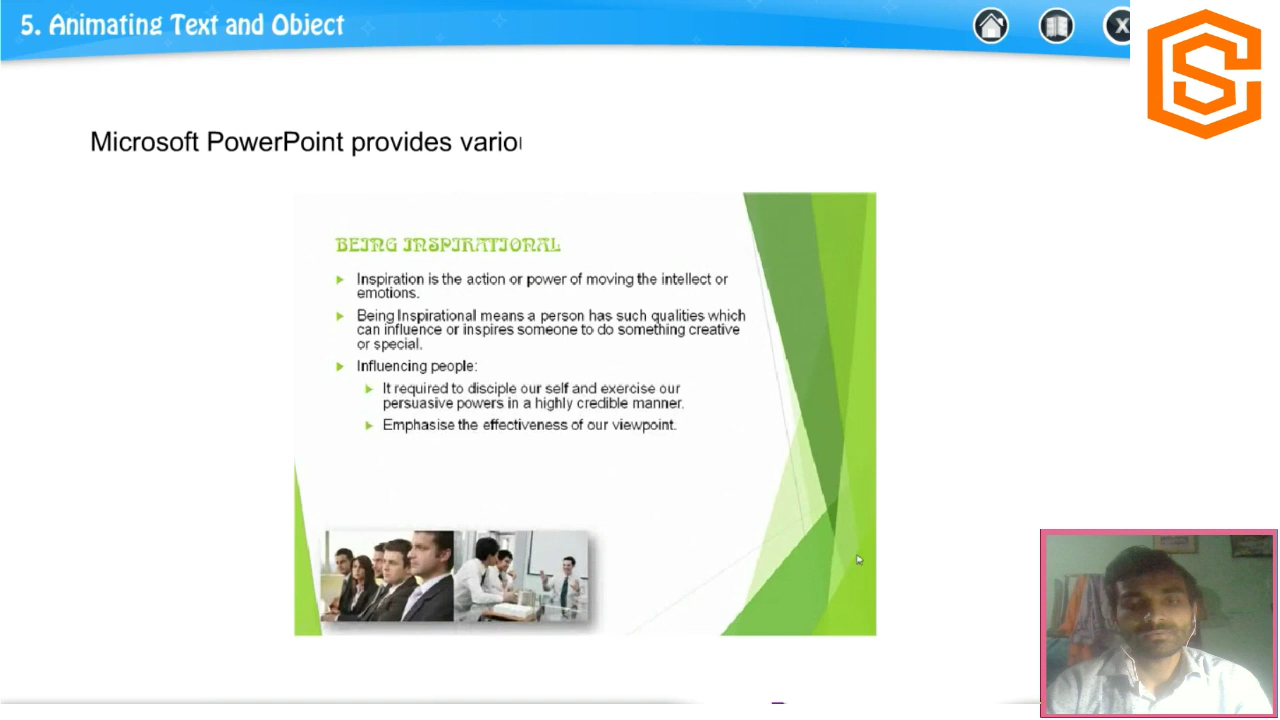 5. Animating Text and Object
Microsoft PowerPoint provides
BEING INSPIRATIONAL
Inspiration is the action or power of moving the intellect or
emotions.
Being Inspirational means a person has such qualities which
can influence or inspires someone to do something creative
or special.
Influencing people:
It required to disciple our self and exercise our
persuasive powers in a highly credible manner.
Emphasise the effectiveness of our viewpoint.